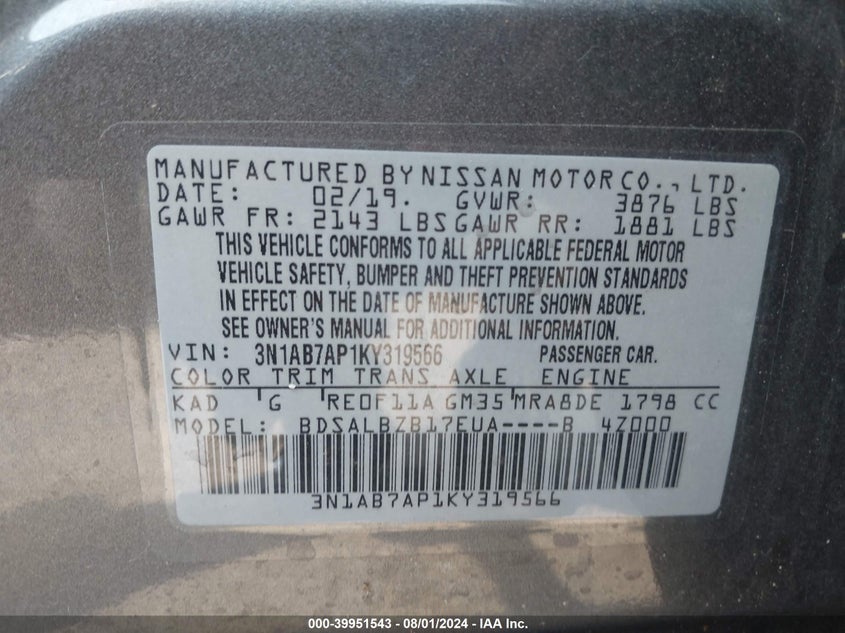 MANUFACTURED BY NISSAN MOTOR CO., LTD.
DATE: 02/19. GVWR: 3876 LBS
GAWR FR: 2143 LBS GAWR RR: 1881 LBS
THIS VEHICLE CONFORMS TO ALL APPLICABLE FEDERAL MOTOR
VEHICLE SAFETY, BUMPER AND THEFT PREVENTION STANDARDS
IN EFFECT ON THE DATE OF MANUFACTURE SHOWN ABOVE.
SEE OWNER'S MANUAL FOR ADDITIONAL INFORMATION.
VIN: 3N1AB7AP1KY319566 PASSENGER CAR.
COLOR TRIM TRANS AXLE ENGINE
KAD G RE0F11A GM35 MRA8DE 1798 CC
MODEL: BDSALBZB17EUA----B 4Z000
3N1AB7AP1KY319566
000-39951543 - 08/01/2024 - IAA Inc.